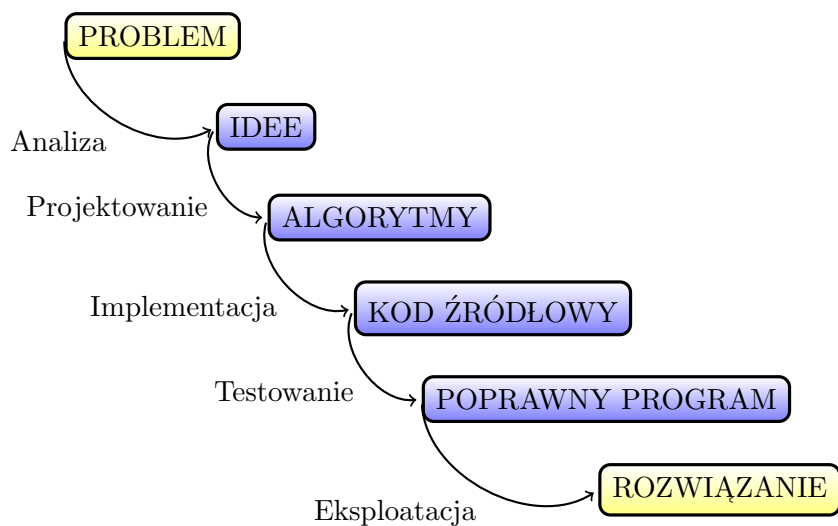 PROBLEM
Analiza
IDEE
Projektowanie
ALGORYTMY
Implementacja
KOD ŹRÓDŁOWY
Testowanie
POPRAWNY PROGRAM
Eksploatacja
ROZWIĄZANIE